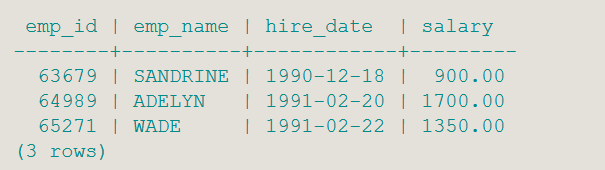 emp_id | emp_name | hire_date | salary
--------+----------+------------+---------
63679 | SANDRINE | 1990-12-18 | 900.00
64989 | ADELYN | 1991-02-20 | 1700.00
65271 | WADE | 1991-02-22 | 1350.00
(3 rows)